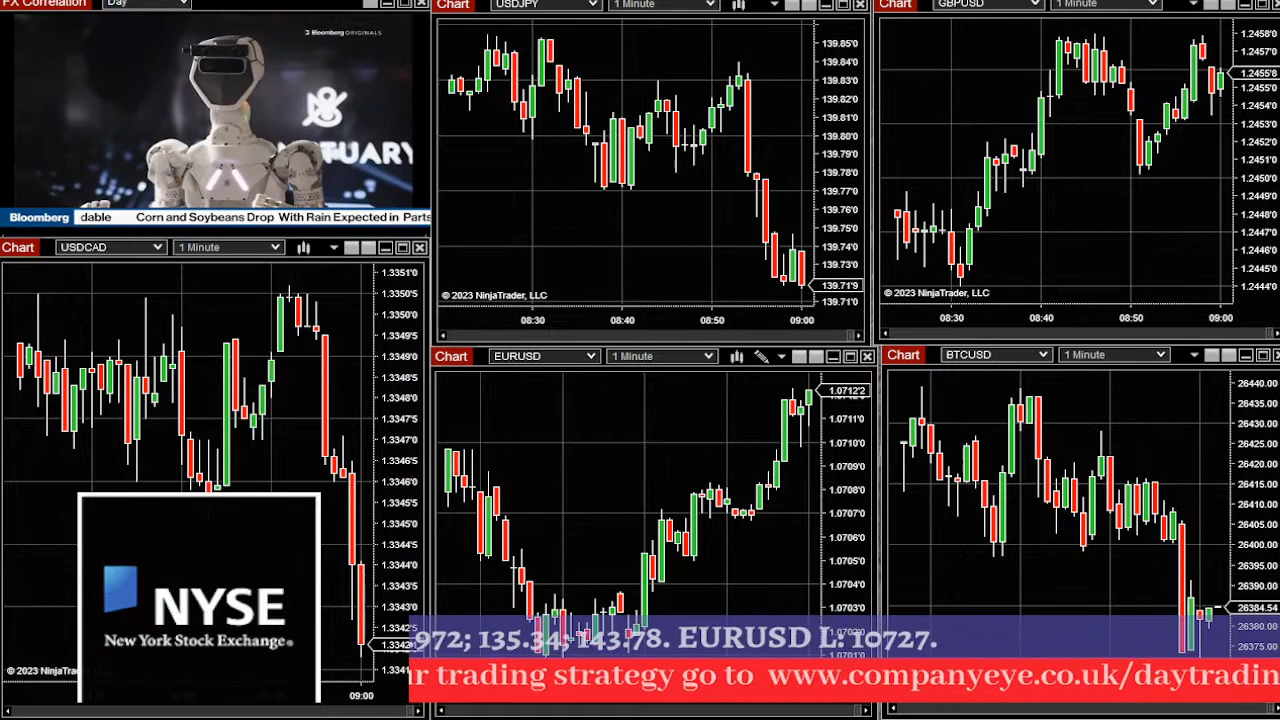 FX Correlation
Day
3 Bloomberg ORIGINALS
Bloomberg
dable
Corn and Soybeans Drop With Rain Expected in Parts
Chart
USDJPY
1 Minute
139.85'0
139.84'0
139.83'0
139.82'0
139.81'0
139.80'0
139.79'0
139.78'0
139.77'0
139.76'0
139.75'0
139.74'0
139.73'0
139.71'9
139.71'0
© 2023 NinjaTrader, LLC
08:30
08:40
08:50
09:00
Chart
GBPUSD
1 Minute
1.2458'0
1.2457'0
1.2455'8
1.2454'0
1.2453'0
1.2452'0
1.2451'0
1.2450'0
1.2449'0
1.2448'0
1.2447'0
1.2446'0
1.2445'0
1.2444'0
© 2023 NinjaTrader, LLC
08:30
08:40
08:50
09:00
Chart
USDCAD
1 Minute
1.3351'0
1.3350'5
1.3350'0
1.3349'5
1.3349'0
1.3348'5
1.3348'0
1.3347'5
1.3347'0
1.3346'5
1.3346'0
1.3345'5
1.3345'0
1.3344'5
1.3344'0
1.3343'5
1.3343'0
1.3342'5
© 2023 NinjaTra
09:00
NYSE
New York Stock Exchange
Chart
EURUSD
1 Minute
1.0712'2
1.0711'0
1.0710'0
1.0709'0
1.0708'0
1.0707'0
1.0705'0
1.0704'0
1.0703'0
Chart
BTCUSD
1 Minute
26440.00
26435.00
26430.00
26425.00
26420.00
26415.00
26410.00
26405.00
26400.00
26395.00
26390.00
26384.54
26380.00
26375.00
972; 135.34; 143.78. EURUSD L: 10727.
r trading strategy go to www.companyeye.co.uk/daytradin